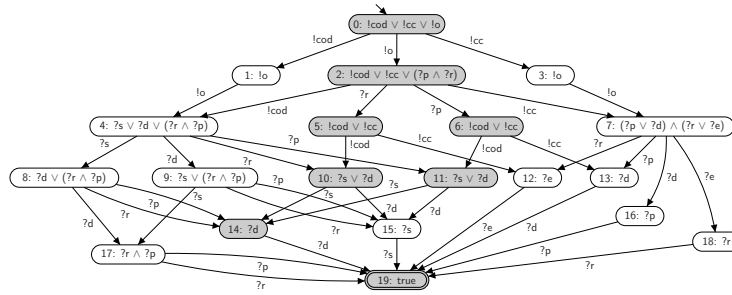 0: !cod ∨ !cc ∨ !o
!cod
!o
!cc
1: !o
2: !cod ∨ !cc ∨ (?p ∧ ?r)
3: !o
!o
!cod
?r
?p
!cc
!o
4: ?s ∨ ?d ∨ (?r ∧ ?p)
5: !cod ∨ !cc
6: !cod ∨ !cc
7: (?p ∨ ?d) ∧ (?r ∨ ?e)
?s
?d
?r
?p
!cod
!cc
!cod
!cc
?r
?p
?d
?e
8: ?d ∨ (?r ∧ ?p)
9: ?s ∨ (?r ∧ ?p)
10: ?s ∨ ?d
11: ?s ∨ ?d
12: ?e
13: ?d
?d
?r
?p
?s
?r
?p
?s
?d
?s
?d
16: ?p
14: ?d
15: ?s
17: ?r ∧ ?p
18: ?r
?p
?r
?d
?s
?e
?d
?p
?r
19: true